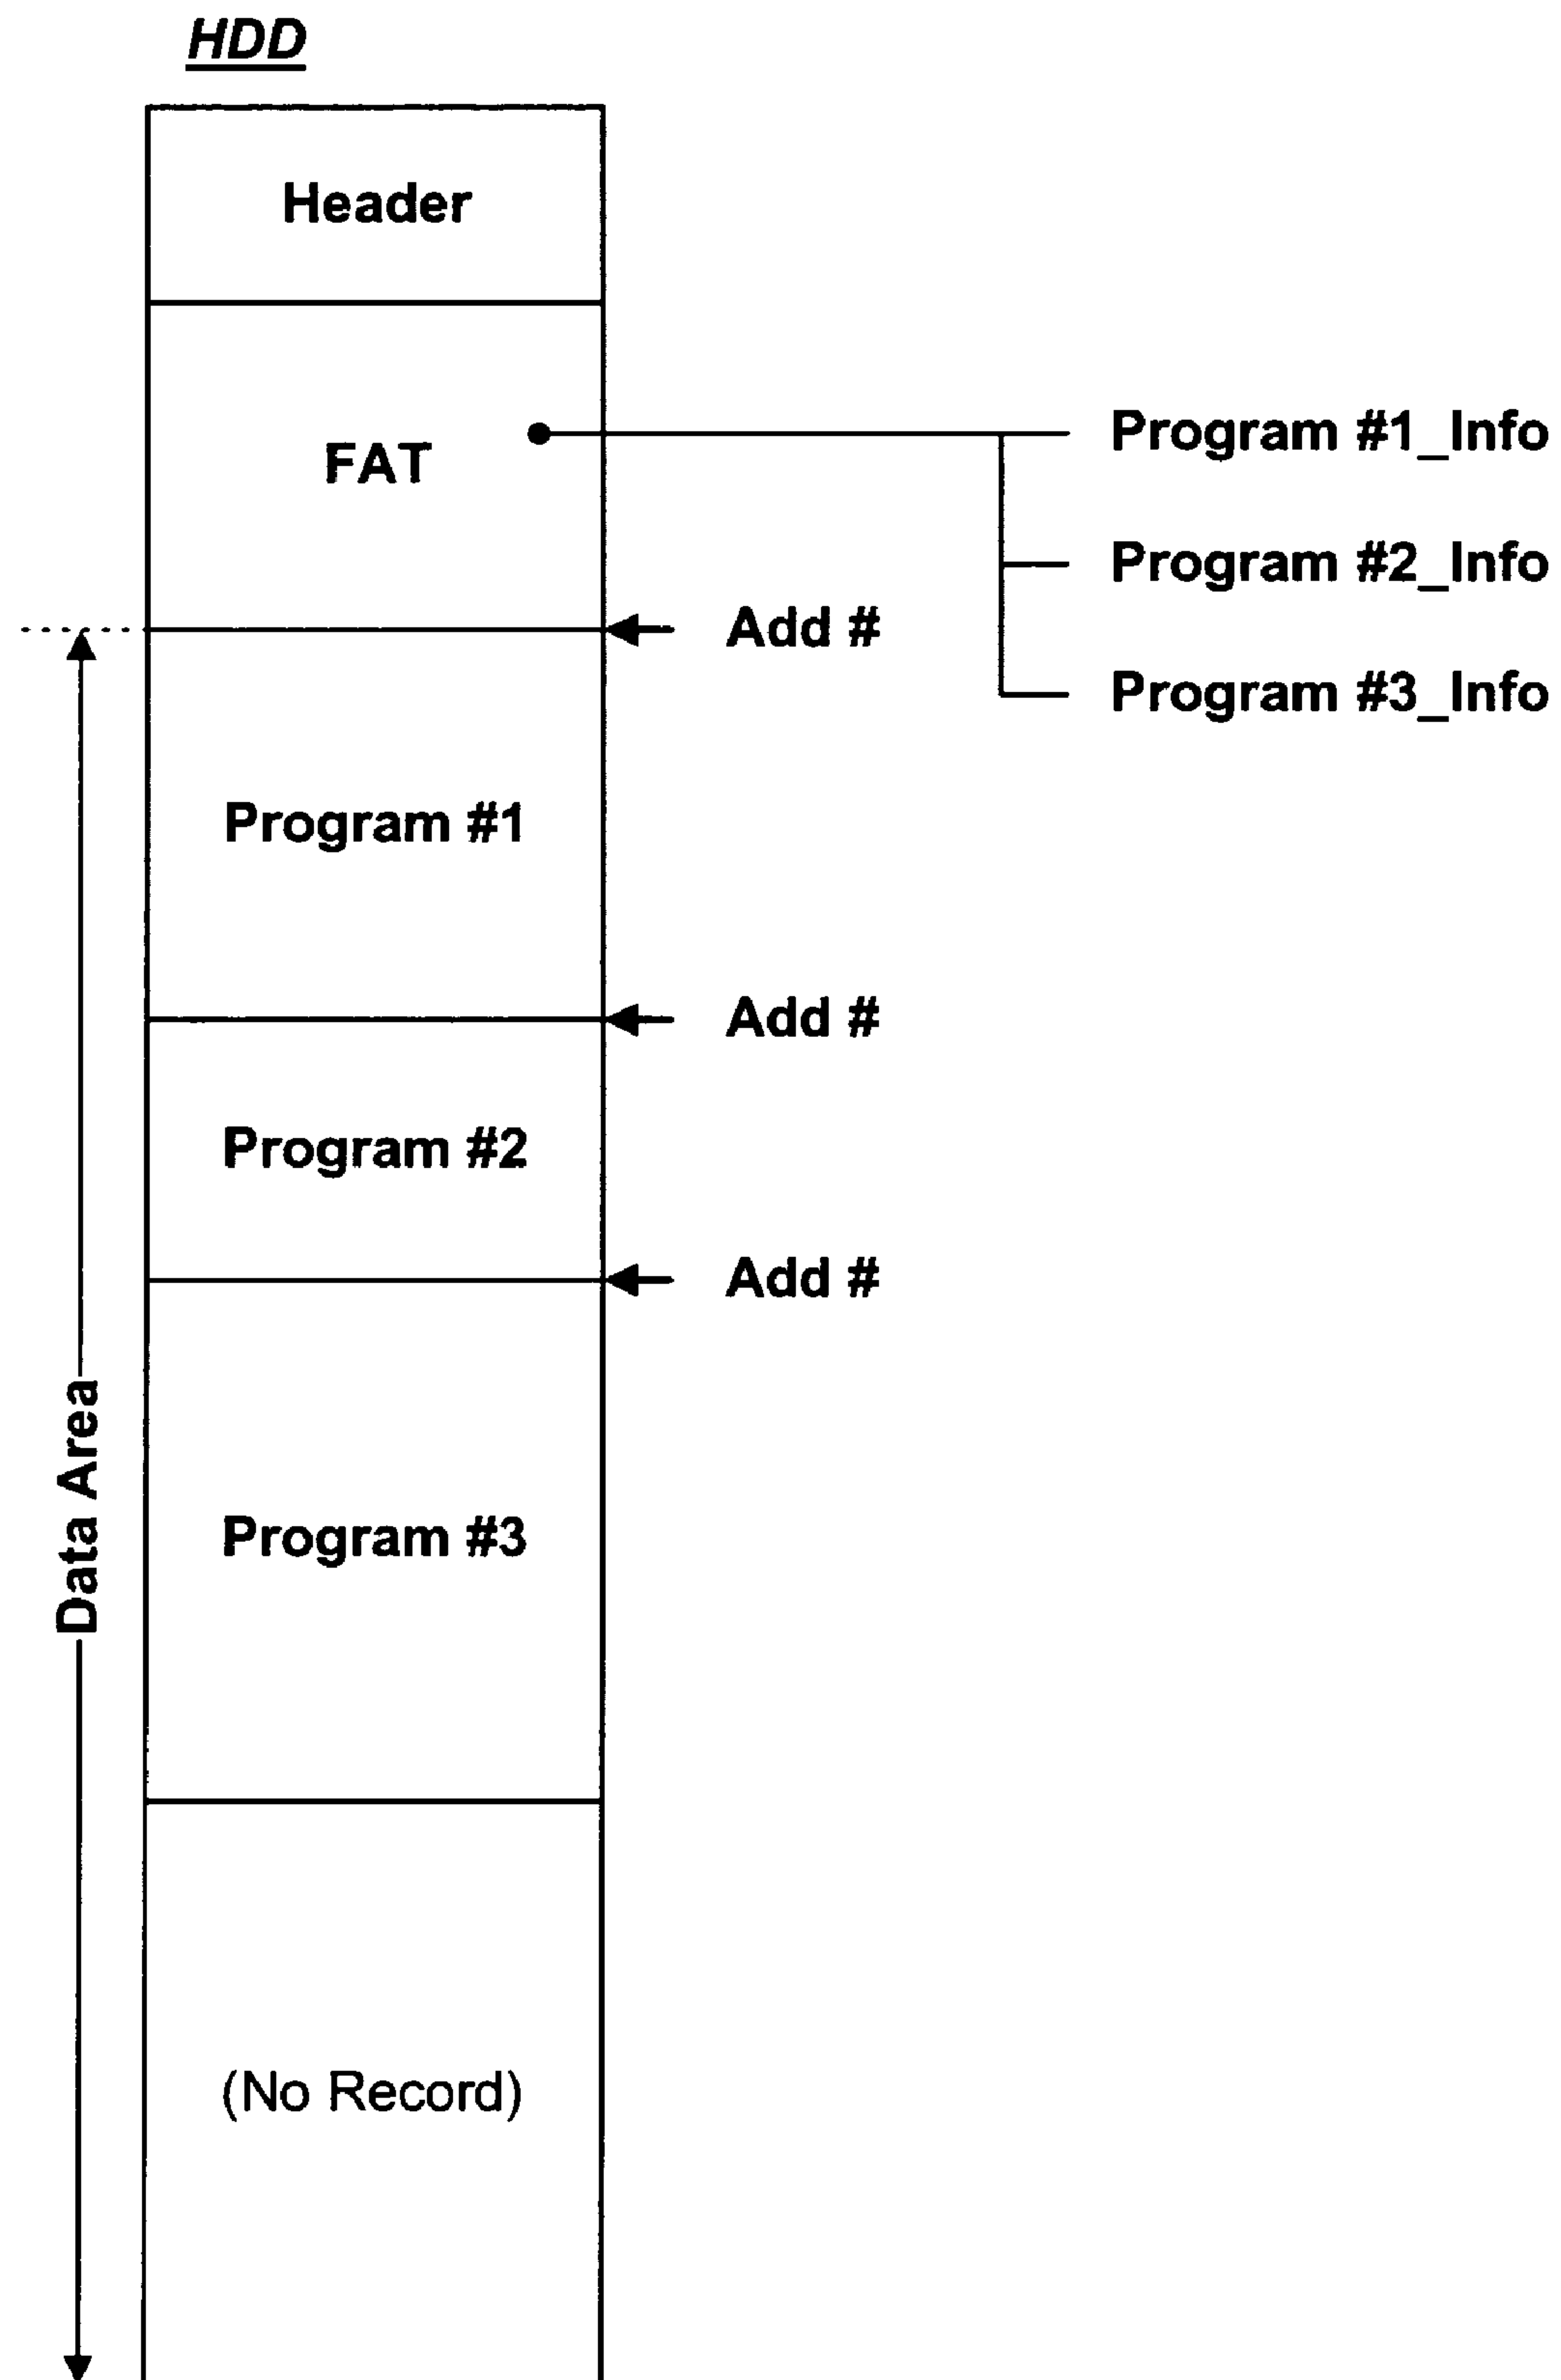 HDD
Header
FAT
Program #1_Info
Program #2_Info
Add #
Program #3_Info
Program #1
Add #
Program #2
Add #
Data Area
Program #3
(No Record)